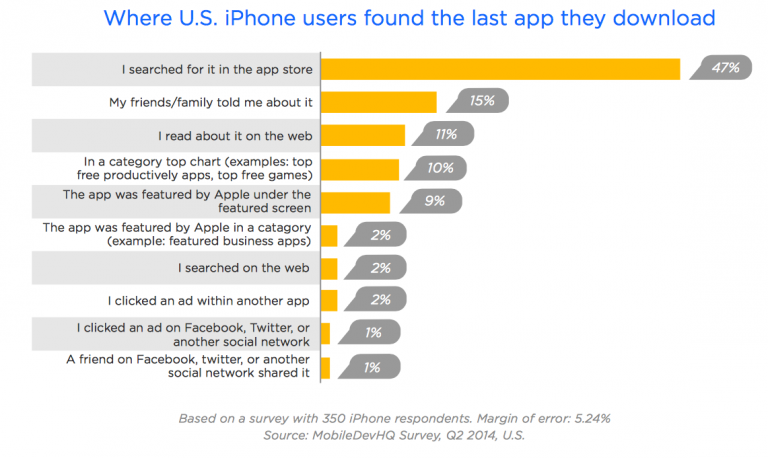 Where U.S. iPhone users found the last app they download
I searched for it in the app store
47%
My friends/family told me about it
15%
I read about it on the web
11%
In a category top chart (examples: top
free productively apps, top free games)
10%
The app was featured by Apple under the
featured screen
9%
The app was featured by Apple in a catagory
(example: featured business apps)
2%
I searched on the web
2%
I clicked an ad within another app
2%
I clicked an ad on Facebook, Twitter, or
another social network
1%
A friend on Facebook, twitter, or another
social network shared it
1%
Based on a survey with 350 iPhone respondents. Margin of error: 5.24%
Source: MobileDevHQ Survey, Q2 2014, U.S.